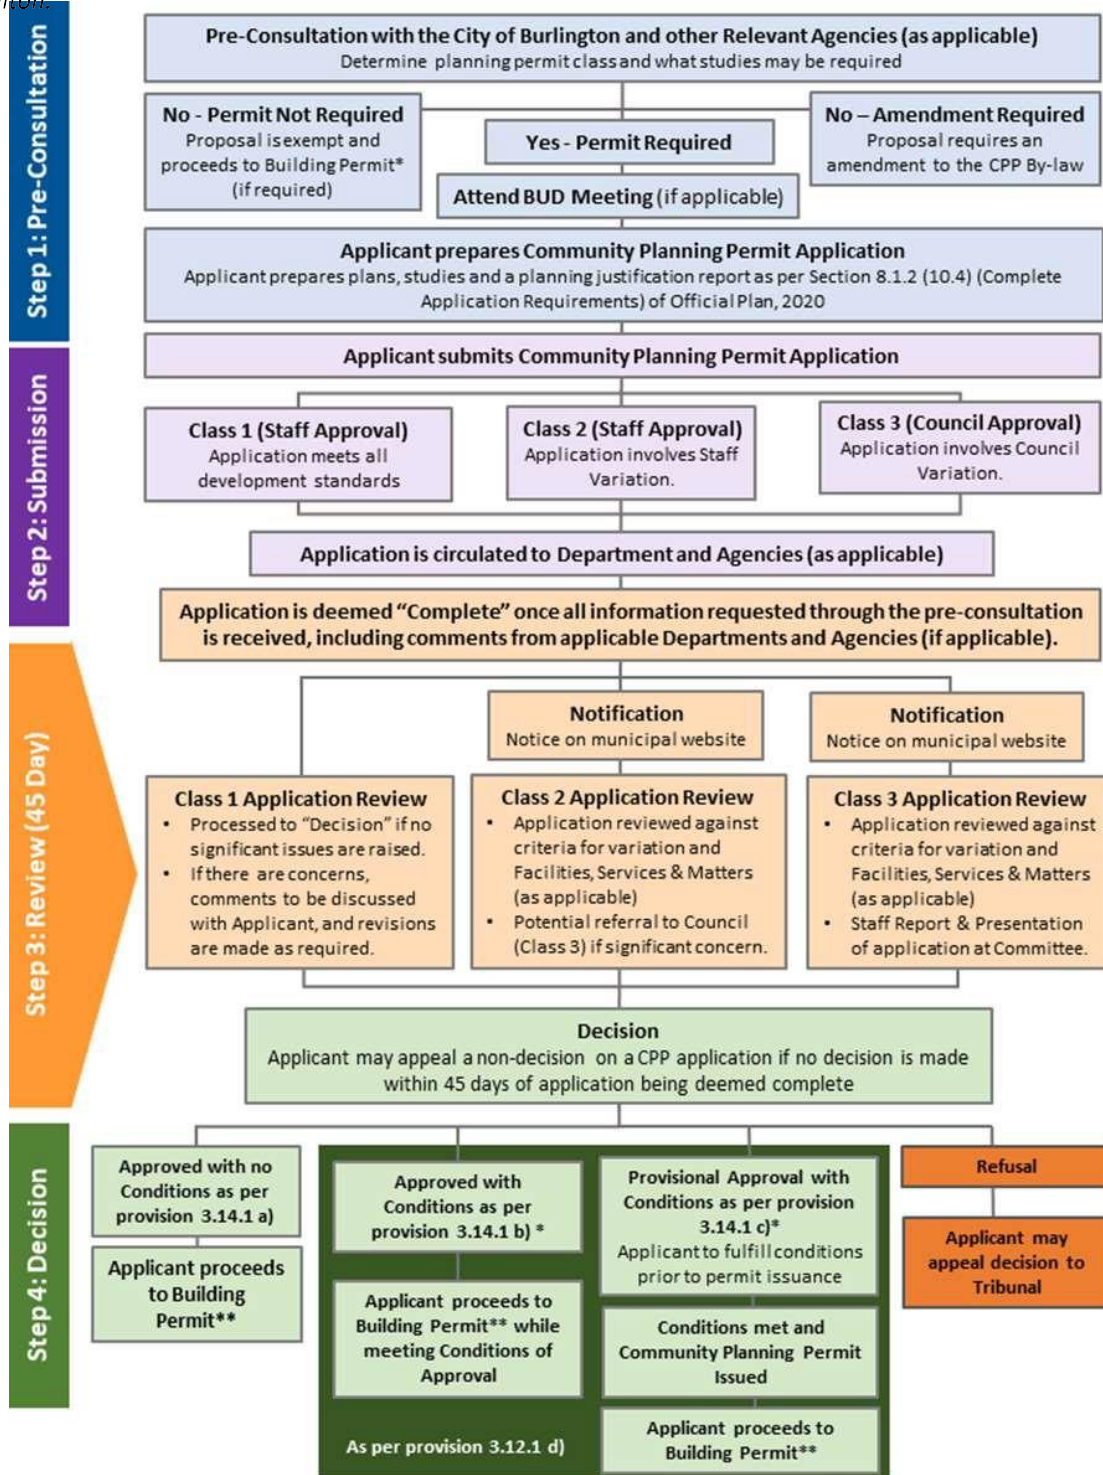 Step 1: Pre-Consultation
Pre-Consultation with the City of Burlington and other Relevant Agencies (as applicable)
Determine planning permit class and what studies may be required
No - Permit Not Required
Proposal is exempt and
proceeds to Building Permit*
(if required)
Yes - Permit Required
No – Amendment Required
Proposal requires an
amendment to the CPP By-law
Attend BUD Meeting (if applicable)
Applicant prepares Community Planning Permit Application
Applicant prepares plans, studies and a planning justification report as per Section 8.1.2 (10.4) (Complete
Application Requirements) of Official Plan, 2020
Step 2: Submission
Applicant submits Community Planning Permit Application
Class 1 (Staff Approval)
Application meets all
development standards
Class 2 (Staff Approval)
Application involves Staff
Variation.
Class 3 (Council Approval)
Application involves Council
Variation.
Application is circulated to Department and Agencies (as applicable)
Application is deemed “Complete” once all information requested through the pre-consultation
is received, including comments from applicable Departments and Agencies (if applicable).
Step 3: Review (45 Day)
Notification
Notice on municipal website
Notification
Notice on municipal website
Class 1 Application Review
• Processed to “Decision” if no
significant issues are raised.
• If there are concerns,
comments to be discussed
with Applicant, and revisions
are made as required.
Class 2 Application Review
• Application reviewed against
criteria for variation and
Facilities, Services & Matters
(as applicable)
• Potential referral to Council
(Class 3) if significant concern.
Class 3 Application Review
• Application reviewed against
criteria for variation and
Facilities, Services & Matters
(as applicable)
• Staff Report & Presentation
of application at Committee.
Decision
Applicant may appeal a non-decision on a CPP application if no decision is made
within 45 days of application being deemed complete
Step 4: Decision
Approved with no
Conditions as per
provision 3.14.1 a)
Applicant proceeds
to Building
Permit**
Approved with
Conditions as per
provision 3.14.1 b) *
Applicant proceeds to
Building Permit** while
meeting Conditions of
Approval
As per provision 3.12.1 d)
Provisional Approval with
Conditions as per provision
3.14.1 c)*
Applicant to fulfill conditions
prior to permit issuance
Conditions met and
Community Planning Permit
Issued
Applicant proceeds to
Building Permit**
Refusal
Applicant may
appeal decision to
Tribunal